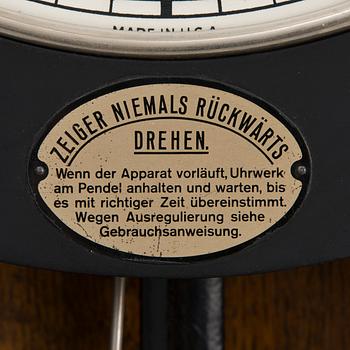 MADE IN U.S.A.
ZEIGER NIEMALS RÜCKWÄRTS
DREHEN.
Wenn der Apparat vorläuft, Uhrwerk
am Pendel anhalten und warten, bis
es mit richtiger Zeit übereinstimmt.
Wegen Ausregulierung siehe
Gebrauchsanweisung.